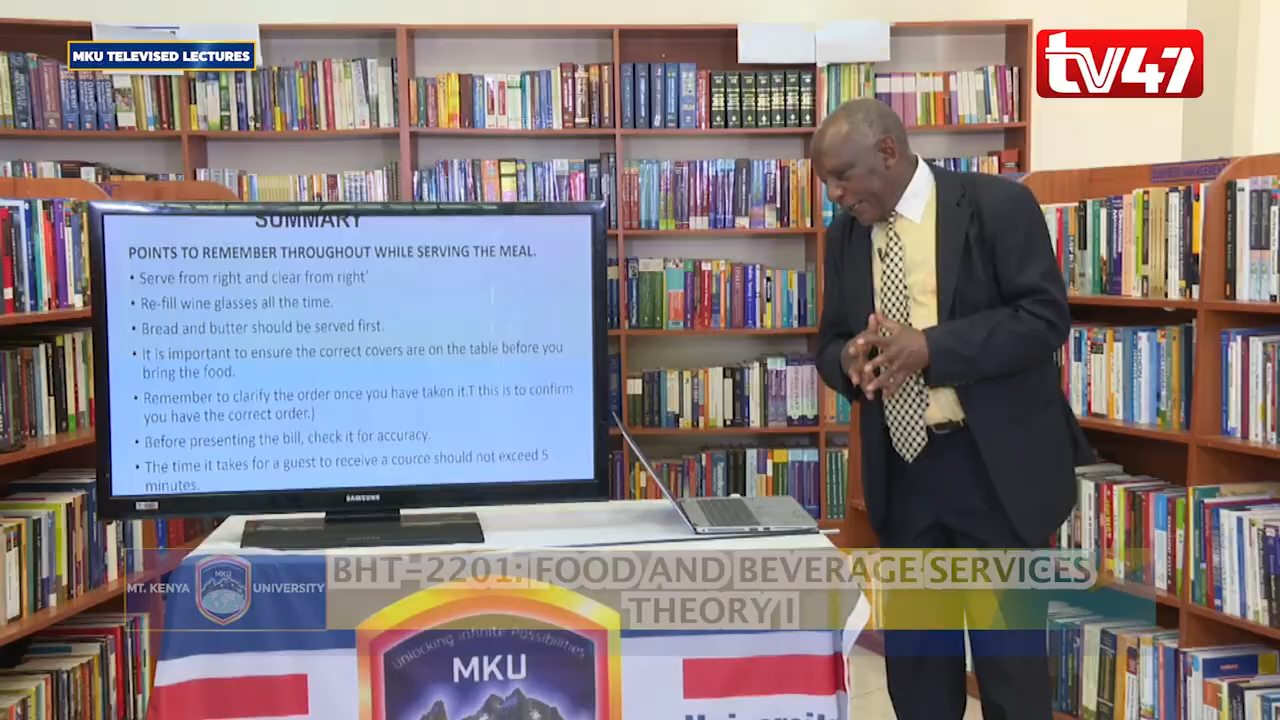 MKU TELEVISED LECTURES
tv47
SUMMARY
POINTS TO REMEMBER THROUGHOUT WHILE SERVING THE MEAL.
• Serve from right and clear from right'
• Re-fill wine glasses all the time.
• Bread and butter should be served first.
• It is important to ensure the correct covers are on the table before you
bring the food.
• Remember to clarify the order once you have taken it.T this is to confirm
you have the correct order.)
• Before presenting the bill, check it for accuracy.
• The time it takes for a guest to receive a cource should not exceed 5
minutes.
SAMSUNG
MT. KENYA
MKU
UNIVERSITY
BHT-2201: FOOD AND BEVERAGE SERVICES
THEORY I
Unlocking Infinite Possibilities
MKU